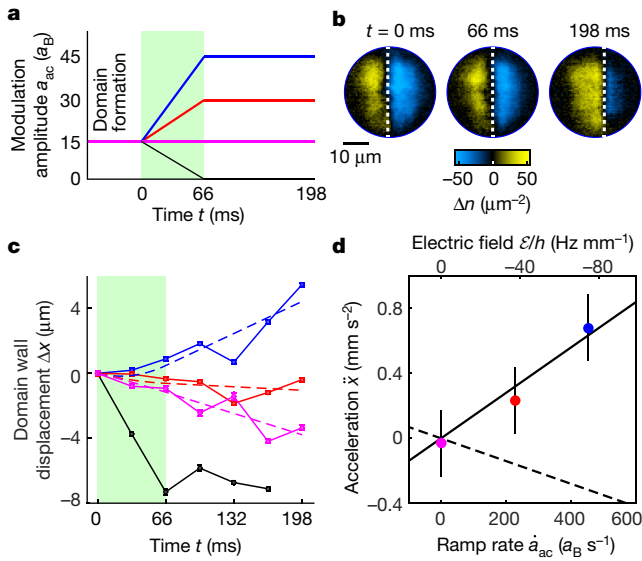 a
Modulation
amplitude a_ac (a_B)
45
30
15
0
Domain
formation
0
66
198
Time t (ms)
b
t = 0 ms
66 ms
198 ms
10 μm
−50
0
50
Δn (μm⁻²)
c
Domain wall
displacement Δx (μm)
4
0
−4
−8
0
66
132
198
Time t (ms)
d
Electric field ℰ/h (Hz mm⁻¹)
0
−40
−80
Acceleration ẍ (mm s⁻²)
0.8
0.4
0
−0.4
0
200
400
600
Ramp rate ȧ_ac (a_B s⁻¹)